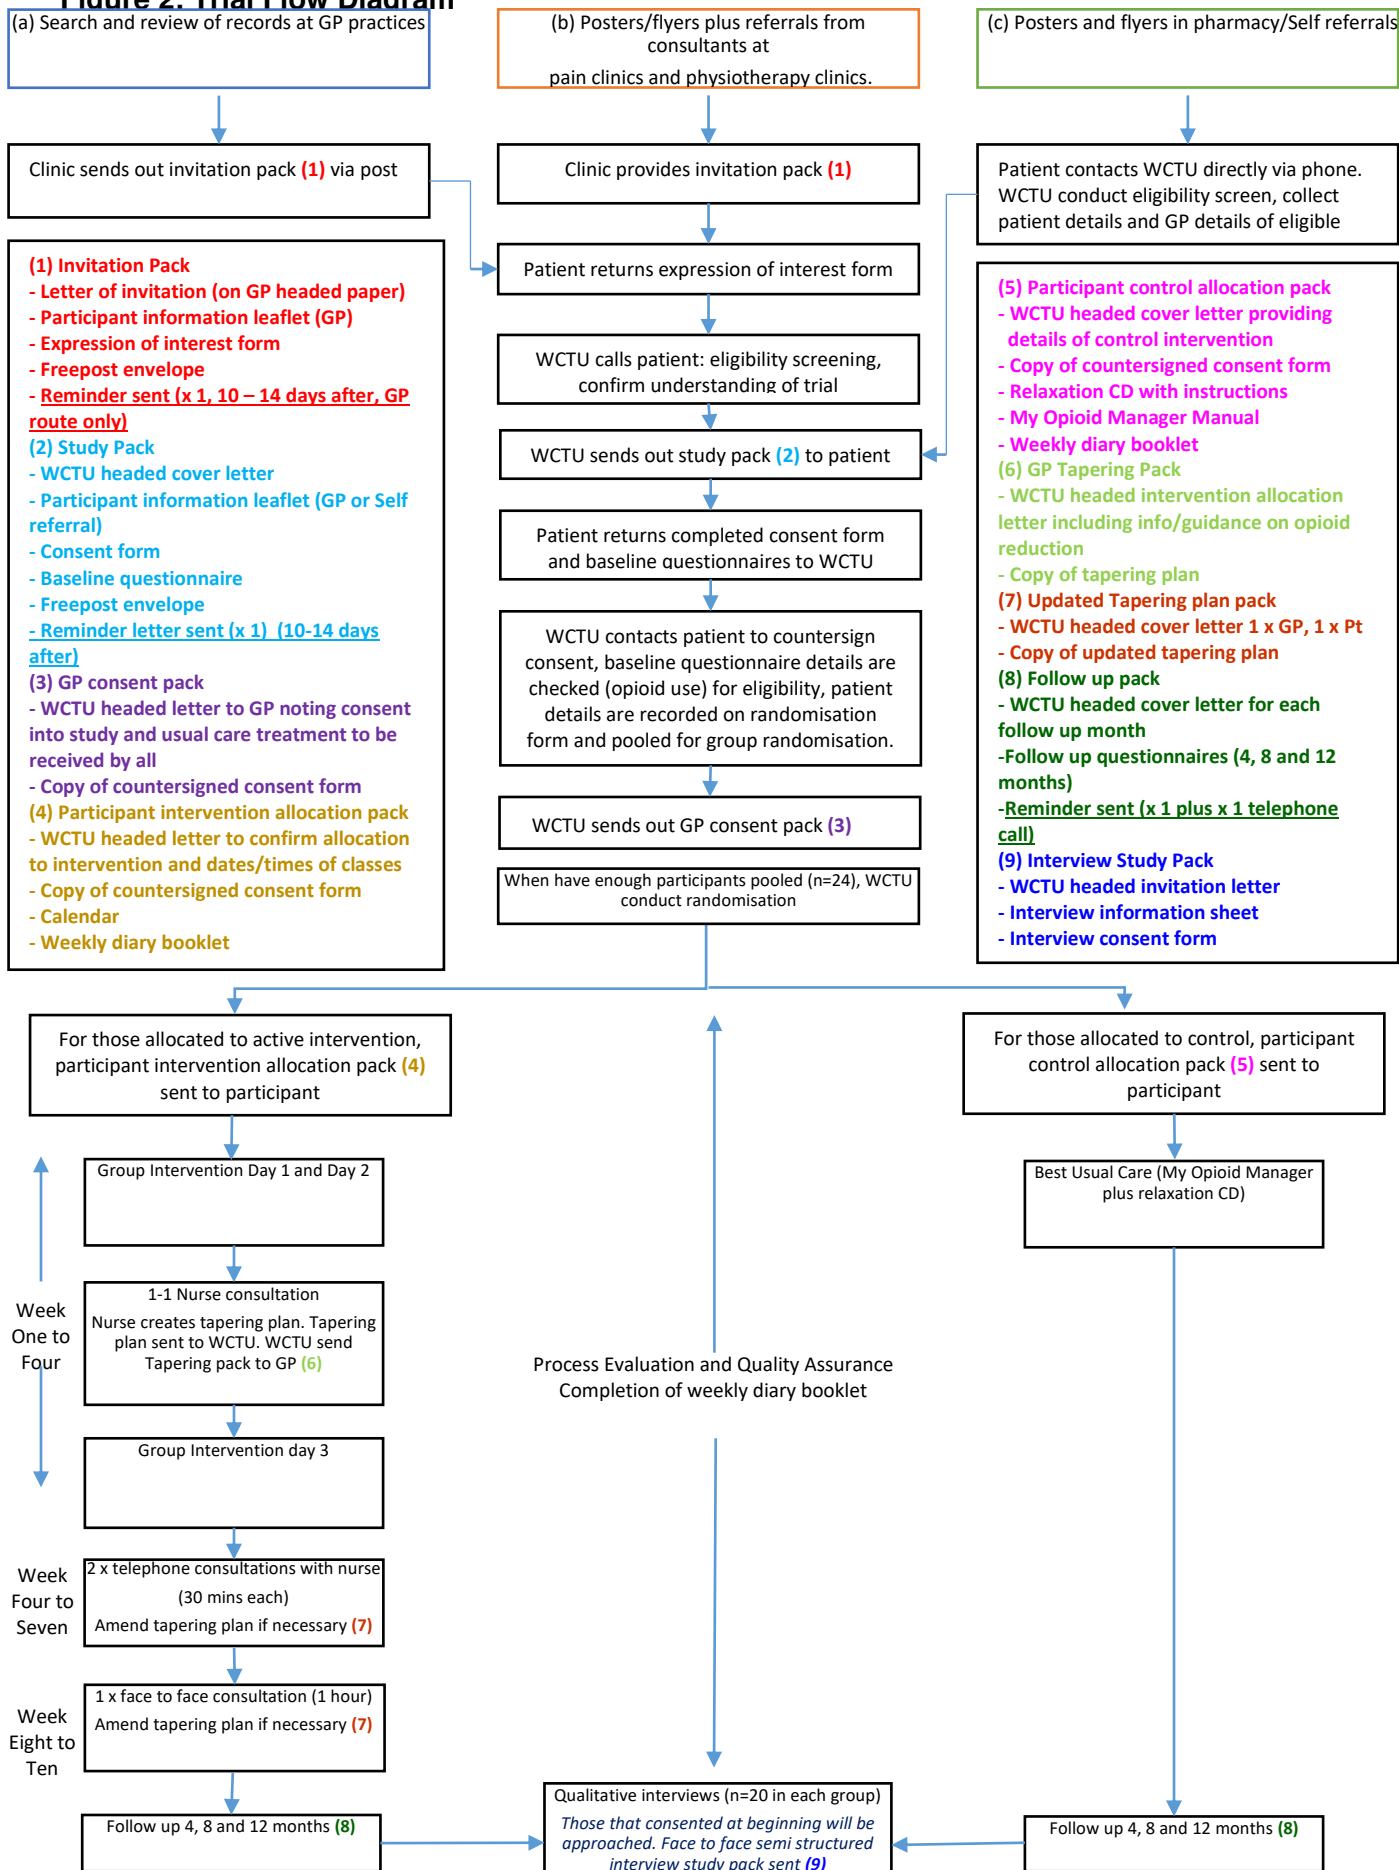 Figure 2: Trial Flow Diagram
(a) Search and review of records at GP practices
(b) Posters/flyers plus referrals from
consultants at
pain clinics and physiotherapy clinics.
(c) Posters and flyers in pharmacy/Self referrals
Clinic sends out invitation pack (1) via post
Clinic provides invitation pack (1)
Patient contacts WCTU directly via phone.
WCTU conduct eligibility screen, collect
patient details and GP details of eligible
Patient returns expression of interest form
WCTU calls patient: eligibility screening,
confirm understanding of trial
WCTU sends out study pack (2) to patient
Patient returns completed consent form
and baseline questionnaires to WCTU
WCTU contacts patient to countersign
consent, baseline questionnaire details are
checked (opioid use) for eligibility, patient
details are recorded on randomisation
form and pooled for group randomisation.
WCTU sends out GP consent pack (3)
When have enough participants pooled (n=24), WCTU
conduct randomisation
(1) Invitation Pack
- Letter of invitation (on GP headed paper)
- Participant information leaflet (GP)
- Expression of interest form
- Freepost envelope
- Reminder sent (x 1, 10 – 14 days after, GP
route only)
(2) Study Pack
- WCTU headed cover letter
- Participant information leaflet (GP or Self
referral)
- Consent form
- Baseline questionnaire
- Freepost envelope
- Reminder letter sent (x 1) (10-14 days
after)
(3) GP consent pack
- WCTU headed letter to GP noting consent
into study and usual care treatment to be
received by all
- Copy of countersigned consent form
(4) Participant intervention allocation pack
- WCTU headed letter to confirm allocation
to intervention and dates/times of classes
- Copy of countersigned consent form
- Calendar
- Weekly diary booklet
(5) Participant control allocation pack
- WCTU headed cover letter providing
details of control intervention
- Copy of countersigned consent form
- Relaxation CD with instructions
- My Opioid Manager Manual
- Weekly diary booklet
(6) GP Tapering Pack
- WCTU headed intervention allocation
letter including info/guidance on opioid
reduction
- Copy of tapering plan
(7) Updated Tapering plan pack
- WCTU headed cover letter 1 x GP, 1 x Pt
- Copy of updated tapering plan
(8) Follow up pack
- WCTU headed cover letter for each
follow up month
-Follow up questionnaires (4, 8 and 12
months)
-Reminder sent (x 1 plus x 1 telephone
call)
(9) Interview Study Pack
- WCTU headed invitation letter
- Interview information sheet
- Interview consent form
For those allocated to active intervention,
participant intervention allocation pack (4)
sent to participant
For those allocated to control, participant
control allocation pack (5) sent to
participant
Group Intervention Day 1 and Day 2
Best Usual Care (My Opioid Manager
plus relaxation CD)
Week
One to
Four
1-1 Nurse consultation
Nurse creates tapering plan. Tapering
plan sent to WCTU. WCTU send
Tapering pack to GP (6)
Process Evaluation and Quality Assurance
Completion of weekly diary booklet
Group Intervention day 3
Week
Four to
Seven
2 x telephone consultations with nurse
(30 mins each)
Amend tapering plan if necessary (7)
Week
Eight to
Ten
1 x face to face consultation (1 hour)
Amend tapering plan if necessary (7)
Follow up 4, 8 and 12 months (8)
Qualitative interviews (n=20 in each group)
Those that consented at beginning will be
approached. Face to face semi structured
interview study pack sent (9)
Follow up 4, 8 and 12 months (8)